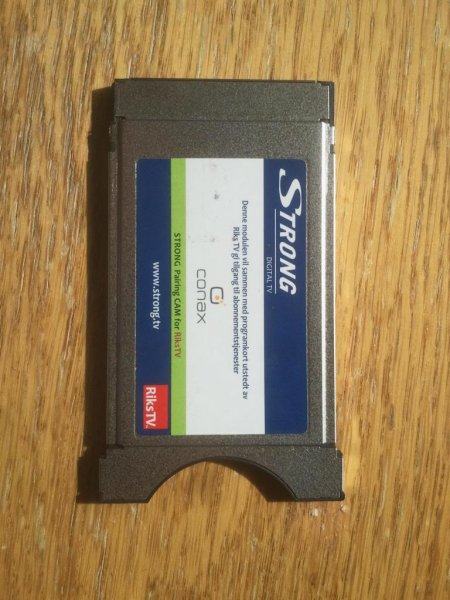 STRONG
DIGITAL TV
Denne modulen vil sammen med programkort utstedt av
Riks TV gi tilgang til abonnementstjenester
conax
STRONG Pairing CAM for RiksTV
www.strong.tv
RiksTV